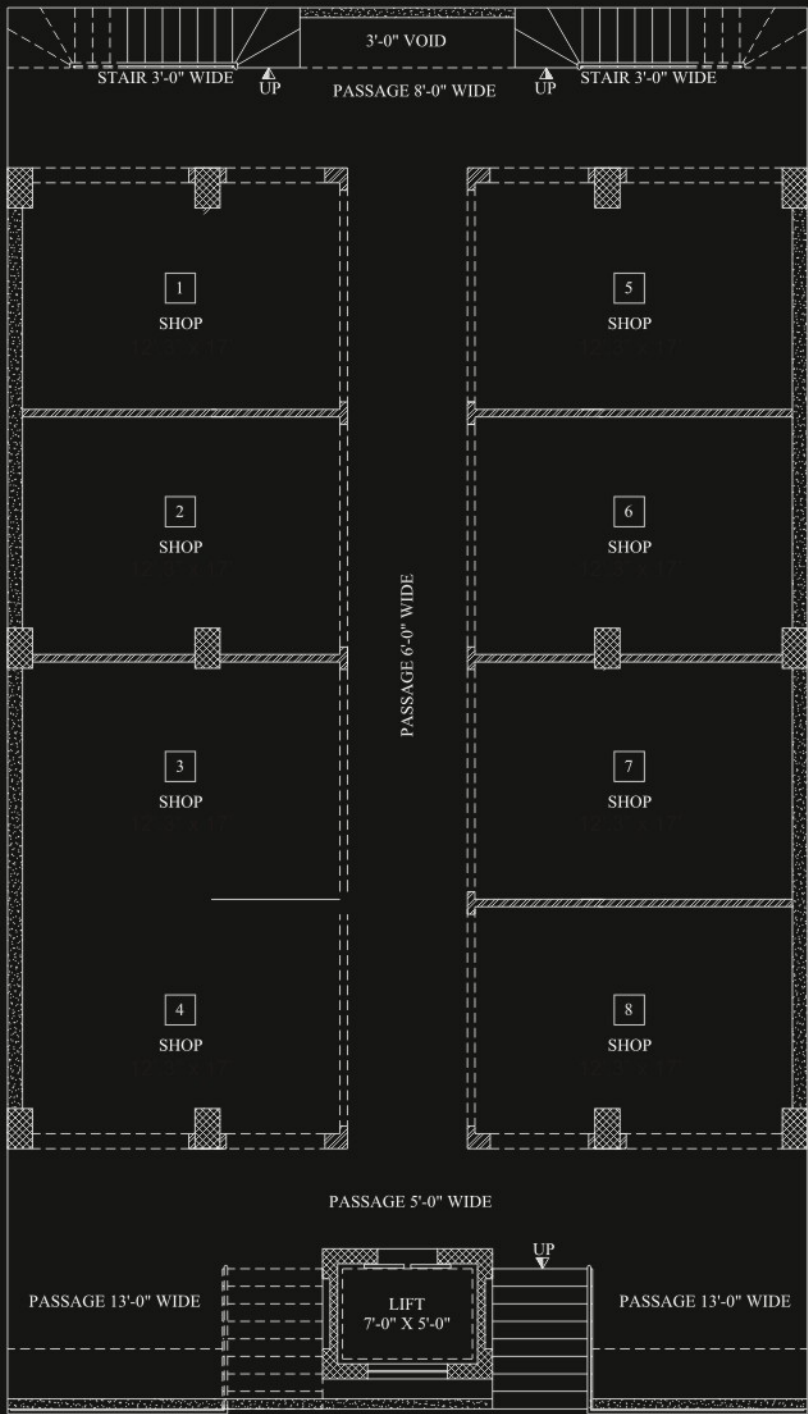 3'-0" VOID
STAIR 3'-0" WIDE
UP
PASSAGE 8'-0" WIDE
UP
STAIR 3'-0" WIDE
1
SHOP
5
SHOP
2
SHOP
6
SHOP
PASSAGE 6'-0" WIDE
3
SHOP
7
SHOP
4
SHOP
8
SHOP
PASSAGE 5'-0" WIDE
UP
PASSAGE 13'-0" WIDE
LIFT
7'-0" X 5'-0"
PASSAGE 13'-0" WIDE